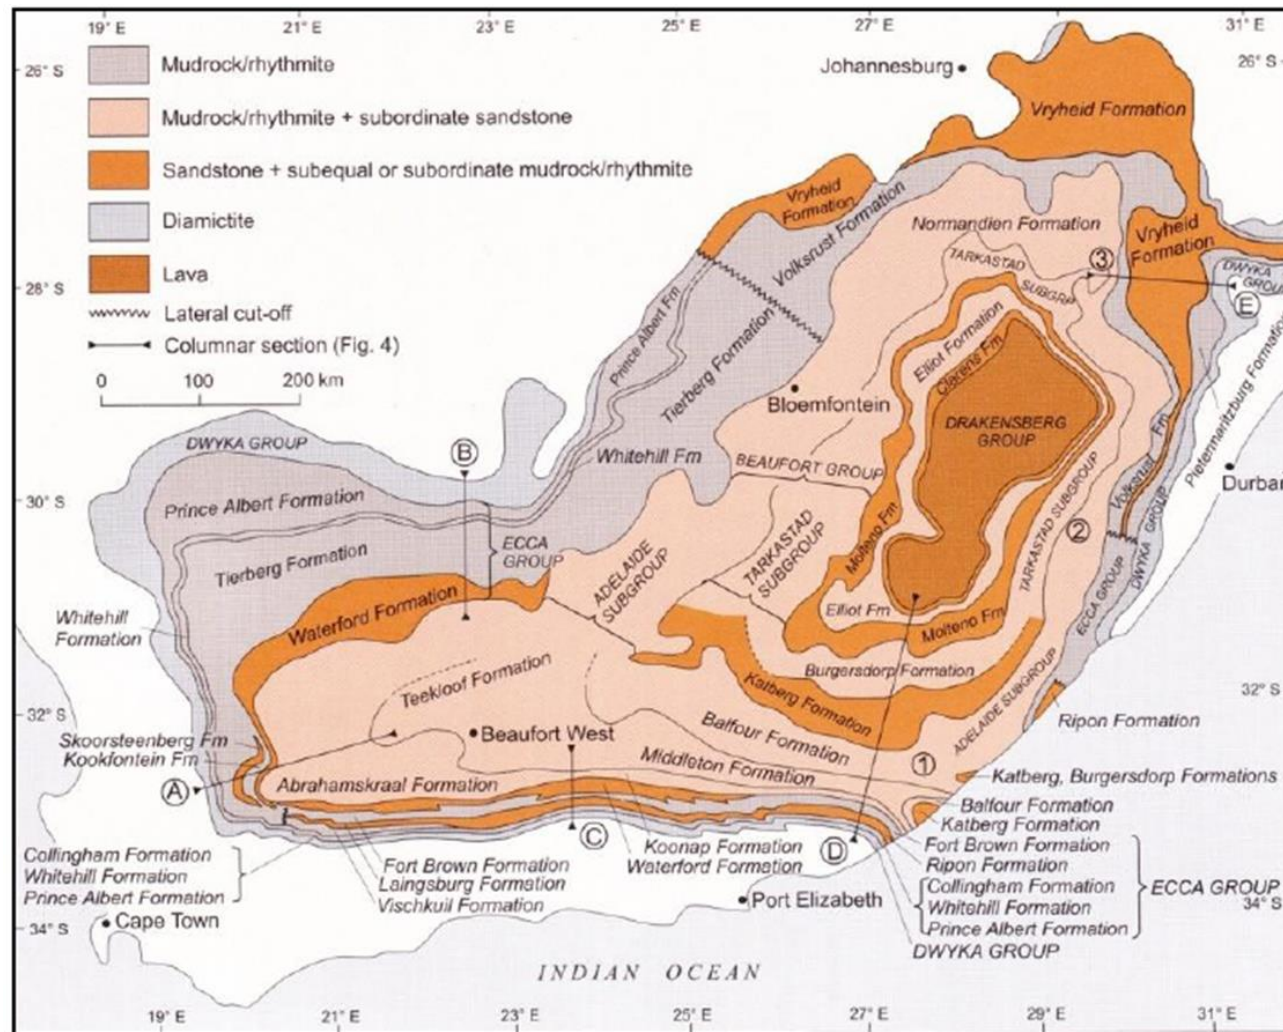 19° E
21° E
23° E
25° E
27° E
31° E
26° S
26° S
Mudrock/rhythmite
Mudrock/rhythmite + subordinate sandstone
Sandstone + subequal or subordinate mudrock/rhythmite
Diamictite
Lava
Lateral cut-off
Columnar section (Fig. 4)
0 100 200 km
Johannesburg
Vryheid Formation
Vryheid
Formation
Volksrust Formation
Normandien Formation
Vryheid
Formation
TARKASTAD
SUBGRP
3
DWYKA
GROUP
E
28° S
28° S
Prince Albert Fm
Tierberg Formation
Elliot Formation
Clarens Fm
Bloemfontein
DRAKENSBERG
GROUP
Pietermaritzburg Formation
DWYKA GROUP
B
Whitehill Fm
BEAUFORT GROUP
Volksrust Fm
Durban
30° S
30° S
Prince Albert Formation
ECCA
GROUP
Tierberg Formation
ADELAIDE
SUBGROUP
TARKASTAD
SUBGROUP
Molteno Fm
TARKASTAD SUBGROUP
2
DWYKA GROUP
ECCA GROUP
Whitehill
Formation
Waterford Formation
Elliot Fm
Molteno Fm
Burgersdorp Formation
Teekloof Formation
Katberg Formation
ADELAIDE SUBGROUP
32° S
32° S
Ripon Formation
Skoorsteenberg Fm
Kookfontein Fm
Beaufort West
Balfour Formation
Middleton Formation
1
A
Abrahamskraal Formation
Katberg, Burgersdorp Formations
Balfour Formation
Katberg Formation
C
D
Koonap Formation
Waterford Formation
Fort Brown Formation
Ripon Formation
Collingham Formation
Whitehill Formation
Prince Albert Formation
ECCA GROUP
DWYKA GROUP
Collingham Formation
Whitehill Formation
Prince Albert Formation
Fort Brown Formation
Laingsburg Formation
Vischkuil Formation
Cape Town
Port Elizabeth
34° S
34° S
INDIAN OCEAN
19° E
21° E
23° E
25° E
27° E
29° E
31° E